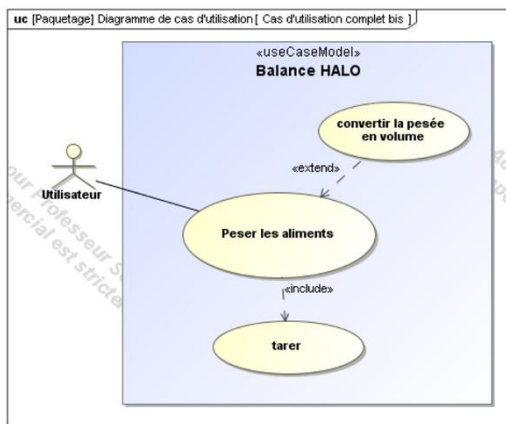 uc [Paquetage] Diagramme de cas d'utilisation [ Cas d'utilisation complet bis ]
«useCaseModel»
Balance HALO
convertir la pesée
en volume
«extend»
Utilisateur
Peser les aliments
«include»
tarer